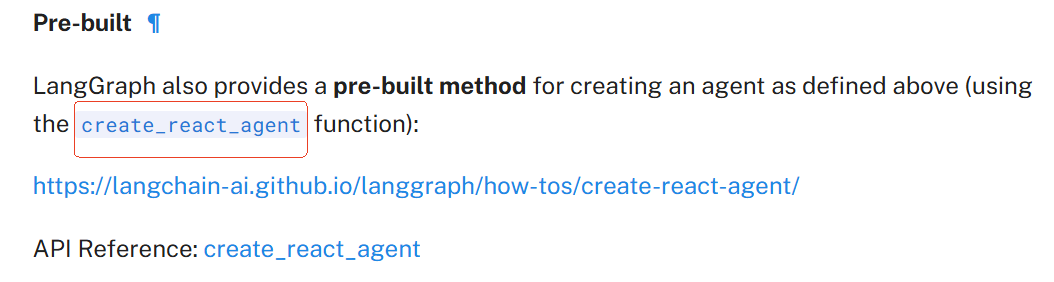 Pre-built ¶
LangGraph also provides a pre-built method for creating an agent as defined above (using
the create_react_agent function):
https://langchain-ai.github.io/langgraph/how-tos/create-react-agent/
API Reference: create_react_agent